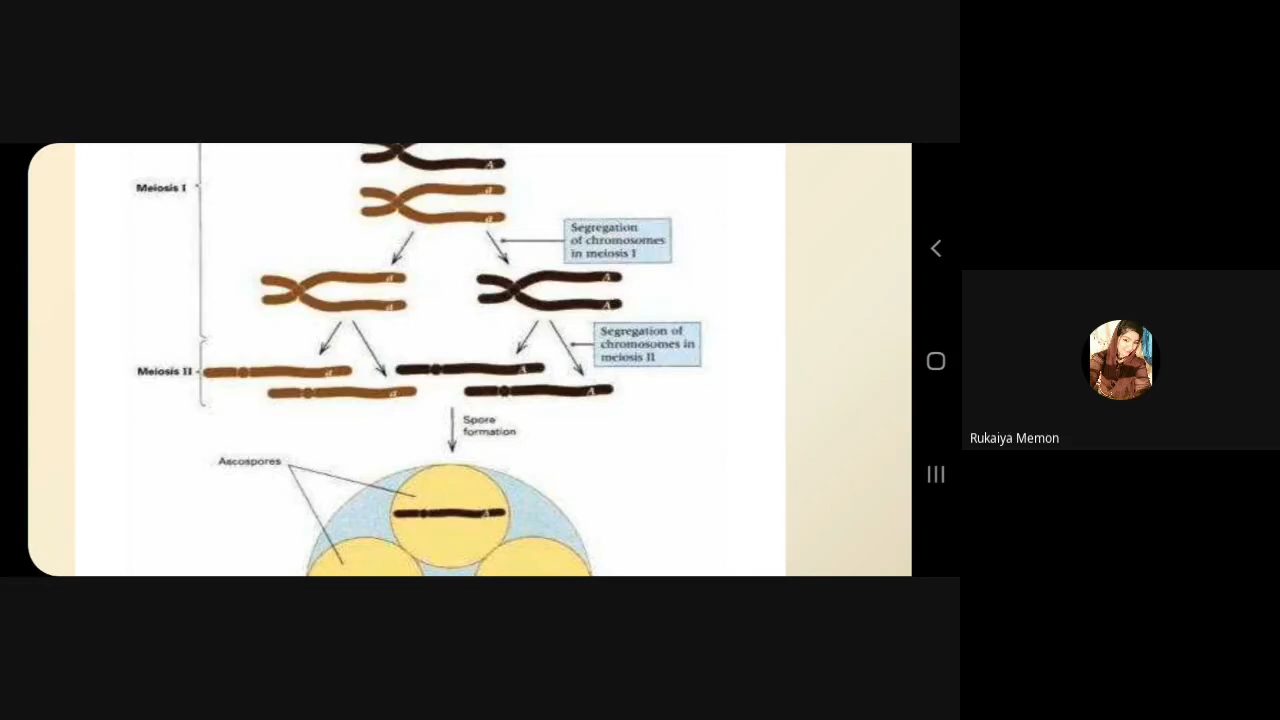 A
Meiosis I
a
a
Segregation
of chromosomes
in meiosis I
a
A
a
A
Segregation of
chromosomes in
meiosis II
Meiosis II
a
A
a
A
Spore
formation
Ascospores
A
Rukaiya Memon